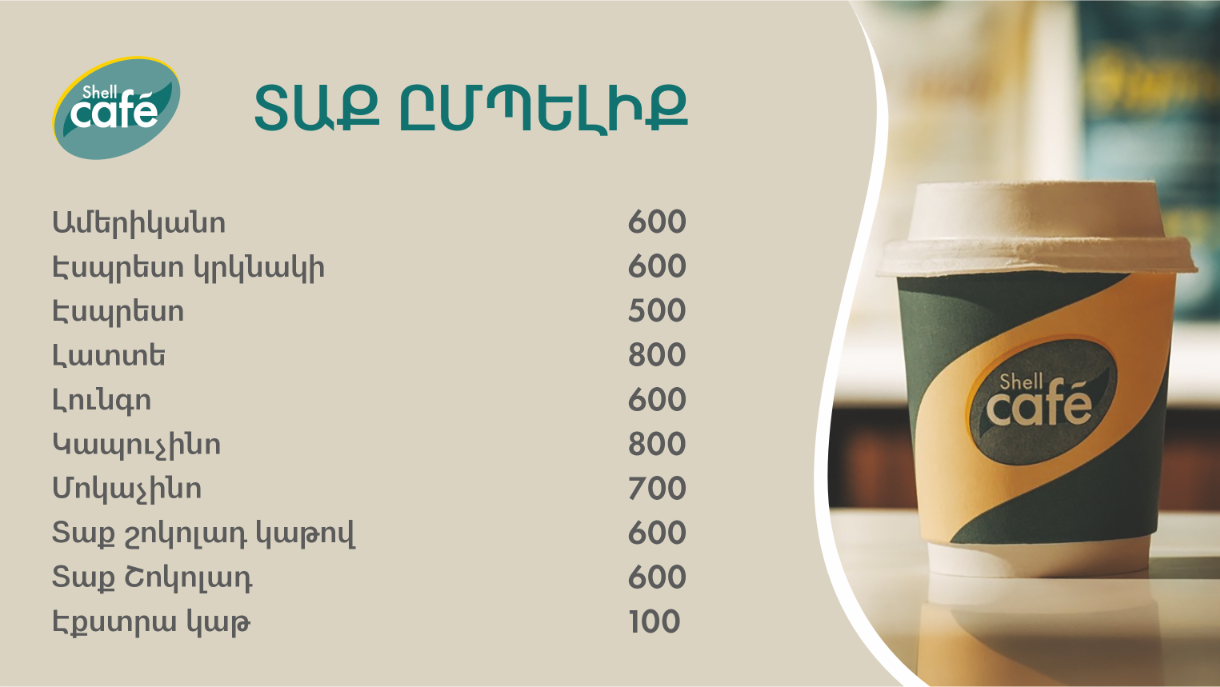 Shell
café
ՏԱՔ ԸՄՊԵԼԻՔ
Ամերիկանո 600
Էսպրեսո կրկնակի 600
Էսպրեսո 500
Լատտե 800
Լունգո 600
Կապուչինո 800
Մոկաչինո 700
Տաք շոկոլադ կաթով 600
Տաք Շոկոլադ 600
Էքստրա կաթ 100
Shell
café